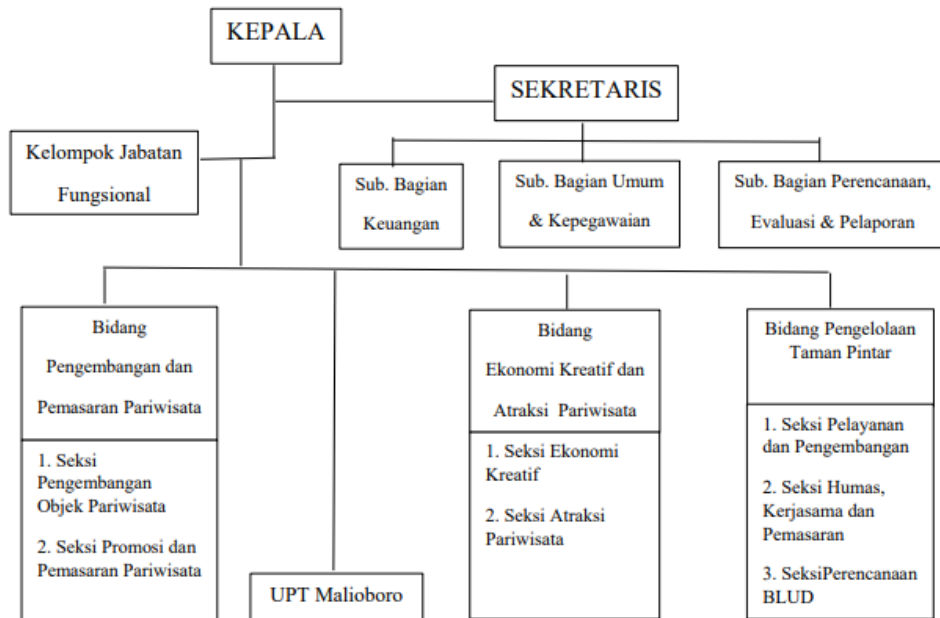 KEPALA
SEKRETARIS
Kelompok Jabatan
Fungsional
Sub. Bagian
Keuangan
Sub. Bagian Umum
& Kepegawaian
Sub. Bagian Perencanaan,
Evaluasi & Pelaporan
Bidang
Pengembangan dan
Pemasaran Pariwisata
1. Seksi
Pengembangan
Objek Pariwisata
2. Seksi Promosi dan
Pemasaran Pariwisata
UPT Malioboro
Bidang
Ekonomi Kreatif dan
Atraksi Pariwisata
1. Seksi Ekonomi
Kreatif
2. Seksi Atraksi
Pariwisata
Bidang Pengelolaan
Taman Pintar
1. Seksi Pelayanan
dan Pengembangan
2. Seksi Humas,
Kerjasama dan
Pemasaran
3. SeksiPerencanaan
BLUD